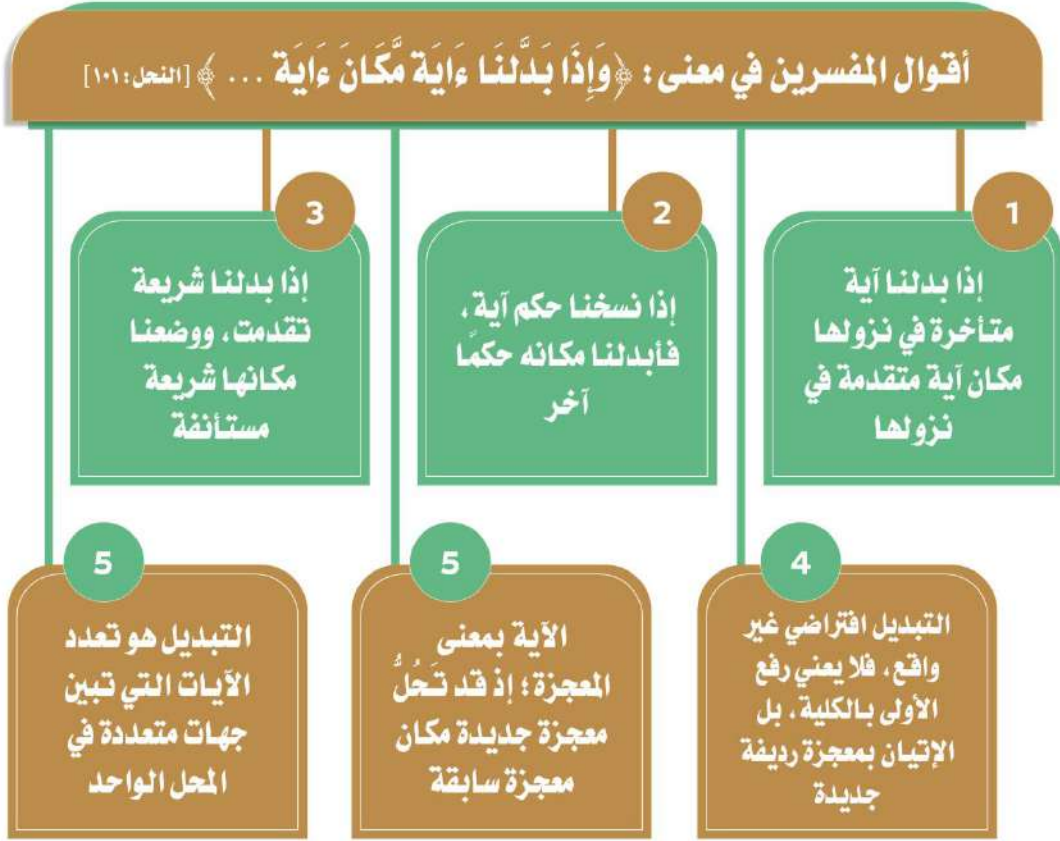 أقوال المفسرين في معنى: ﴿وَإِذَا بَدَّلنَا ءَايَة مَّكَانَ ءَايَة ...﴾ [النحل: ١٠١]
1
إذا بدلنا آية
متأخرة في نزولها
مكان آية متقدمة في
نزولها
2
إذا نسخنا حكم آية،
فأبدلنا مكانه حكمًا
آخر
3
إذا بدلنا شريعة
تقدمت، ووضعنا
مكانها شريعة
مستأنفة
4
التبديل افتراضي غير
واقع، فلا يعني رفع
الأولى بالكلية، بل
الإتيان بمعجزة رديفة
جديدة
5
الآية بمعنى
المعجزة؛ إذ قد تَحُلُّ
معجزة جديدة مكان
معجزة سابقة
5
التبديل هو تعدد
الآيات التي تبين
جهات متعددة في
المحل الواحد